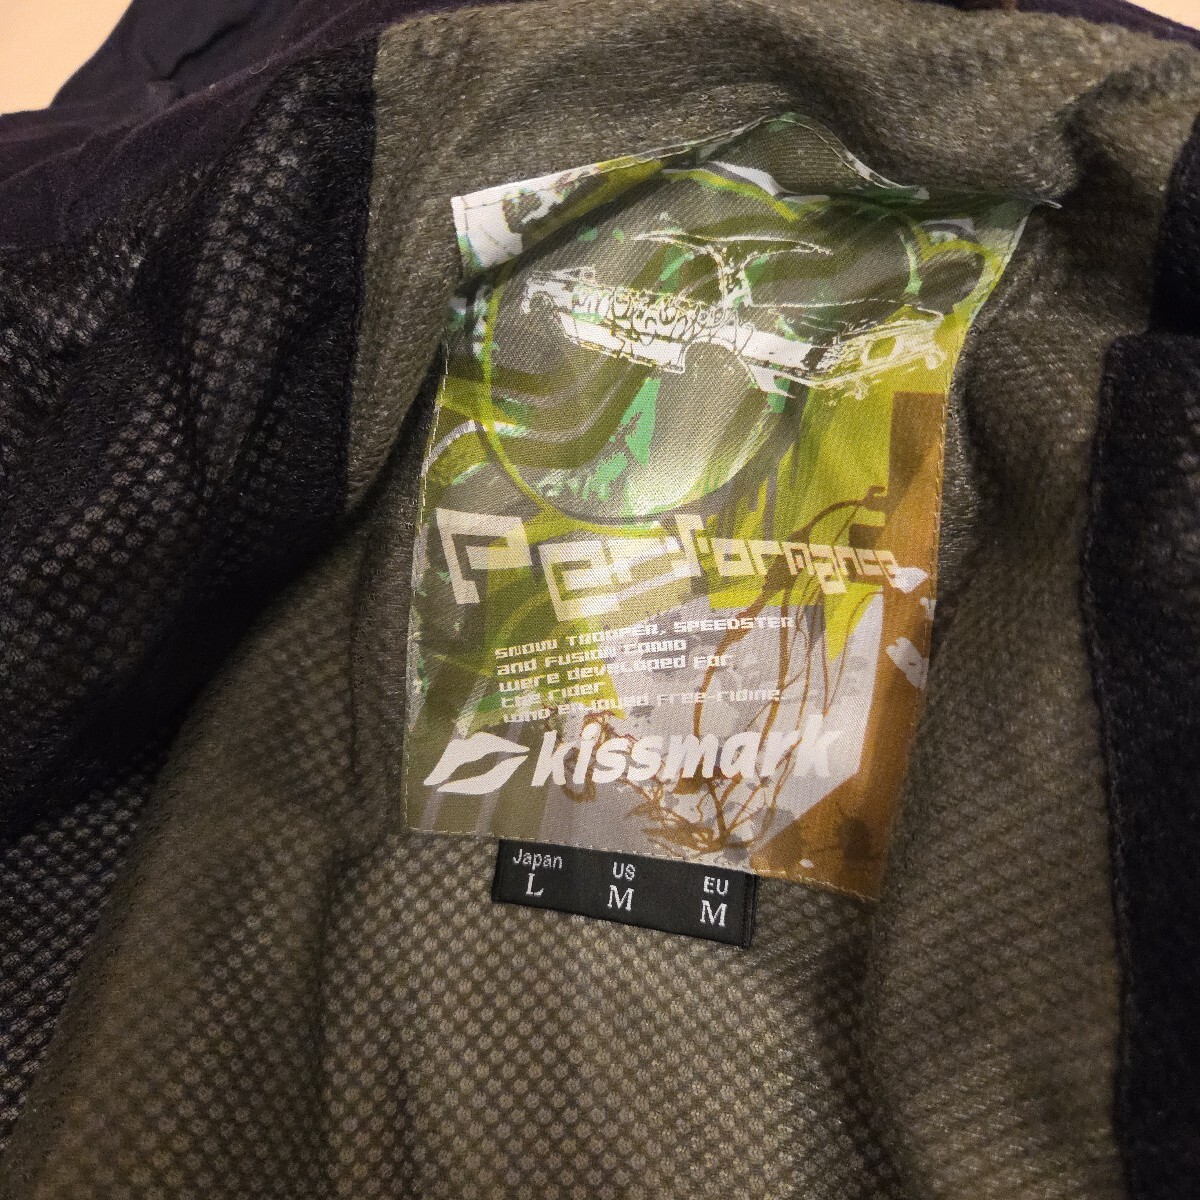 Performance
SNOW TROOPER, SPEEDSTER
and FUSION COMO
were developed for
the rider
who enjoyed free-riding.
kissmark
Japan US EU
L M M